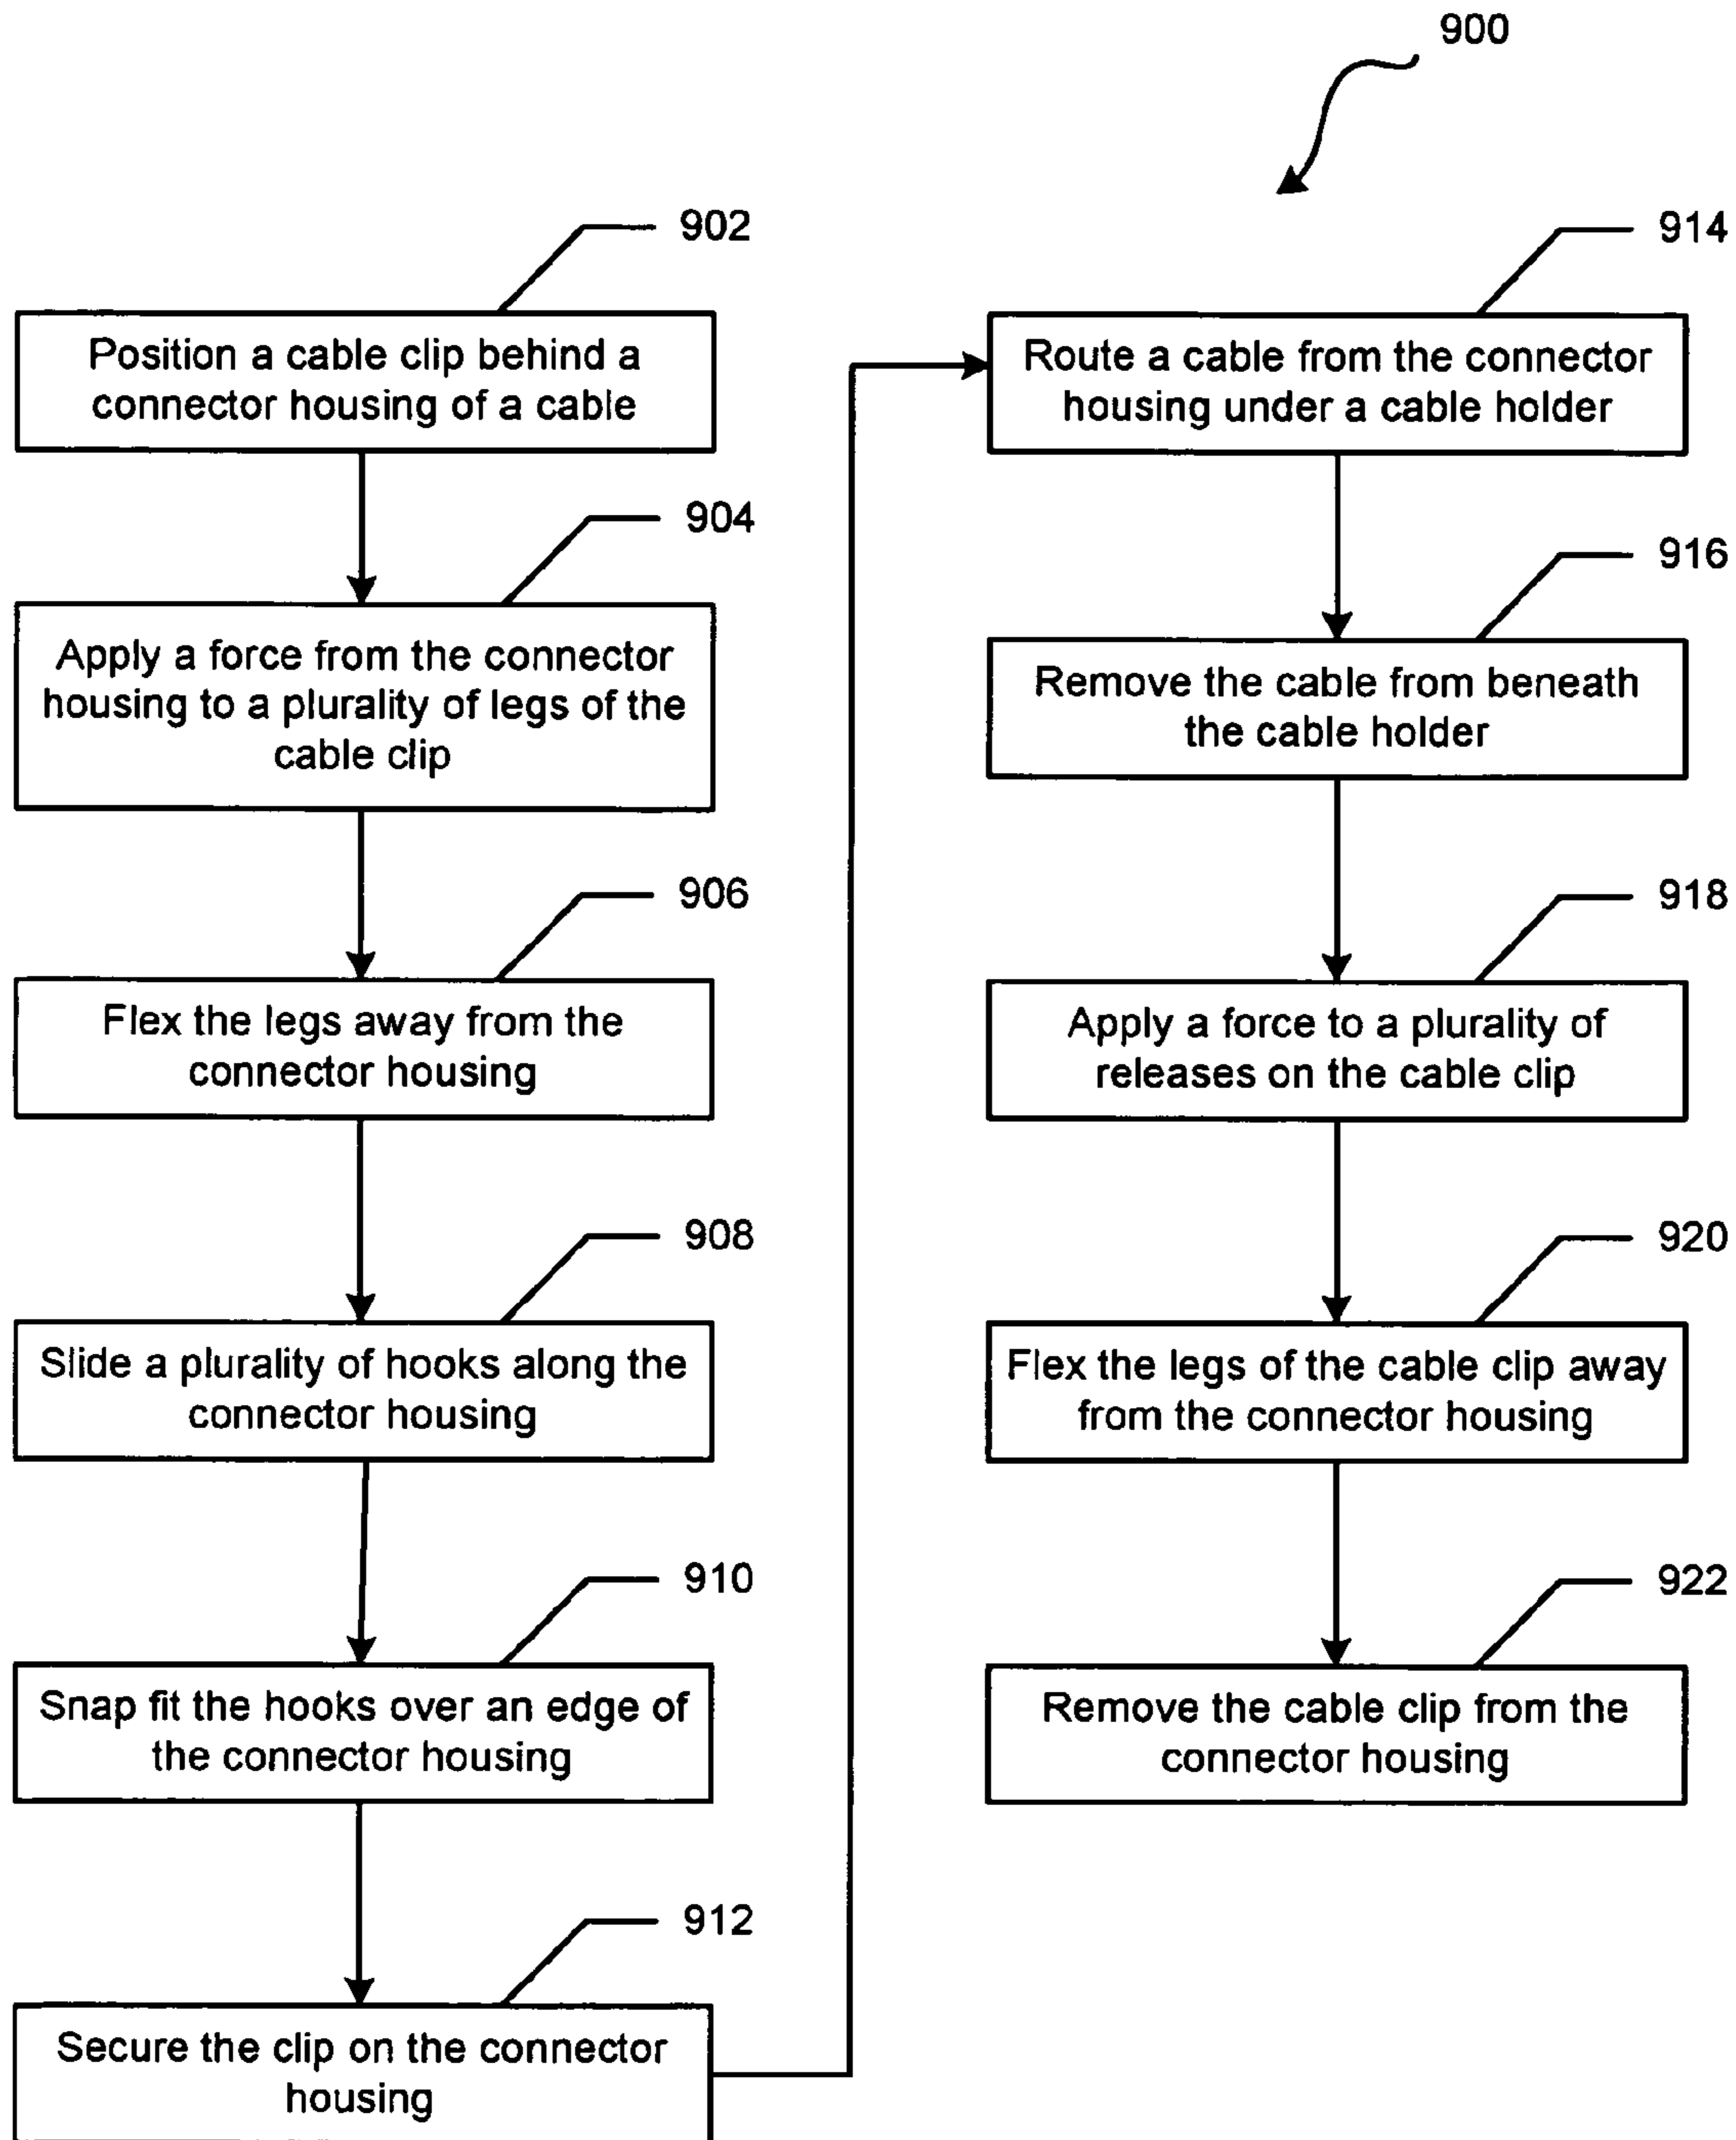 900
902
Position a cable clip behind a
connector housing of a cable
904
Apply a force from the connector
housing to a plurality of legs of the
cable clip
906
Flex the legs away from the
connector housing
908
Slide a plurality of hooks along the
connector housing
910
Snap fit the hooks over an edge of
the connector housing
912
Secure the clip on the connector
housing
914
Route a cable from the connector
housing under a cable holder
916
Remove the cable from beneath
the cable holder
918
Apply a force to a plurality of
releases on the cable clip
920
Flex the legs of the cable clip away
from the connector housing
922
Remove the cable clip from the
connector housing